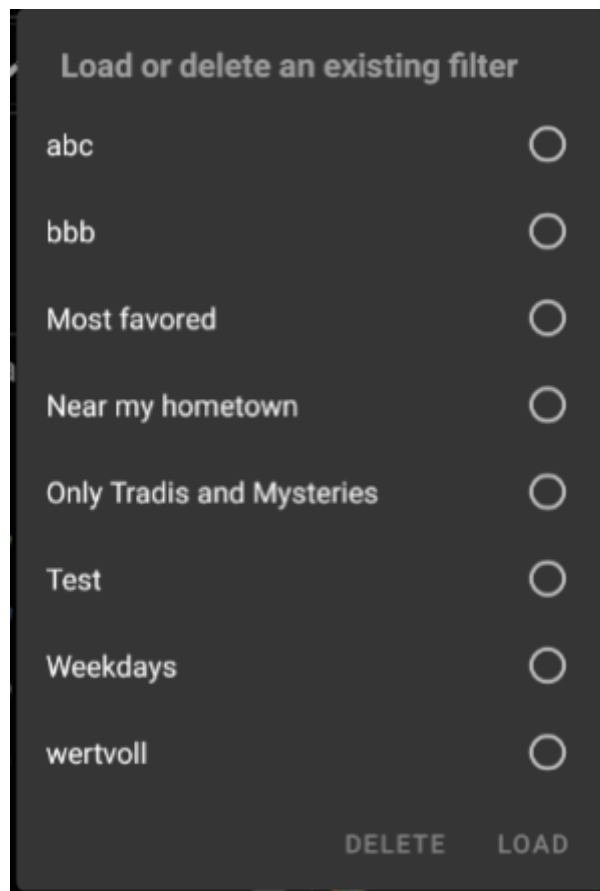 Load or delete an existing filter
abc
bbb
Most favored
Near my hometown
Only Tradis and Mysteries
Test
Weekdays
wertvoll
DELETE LOAD